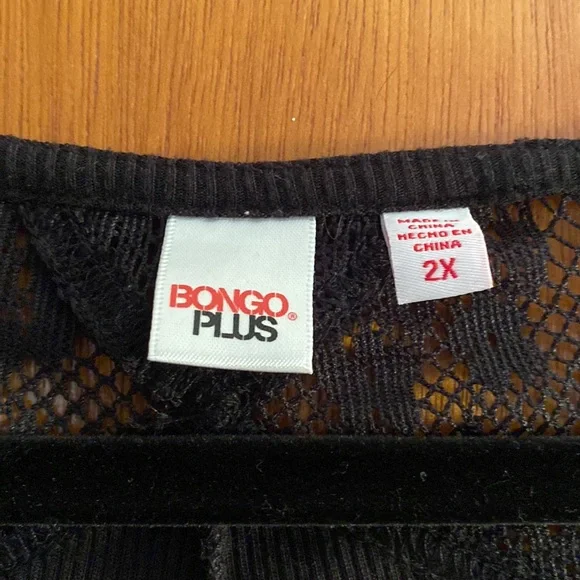 BONGO
PLUS®
MADE IN
CHINA
HECHO EN
CHINA
2X